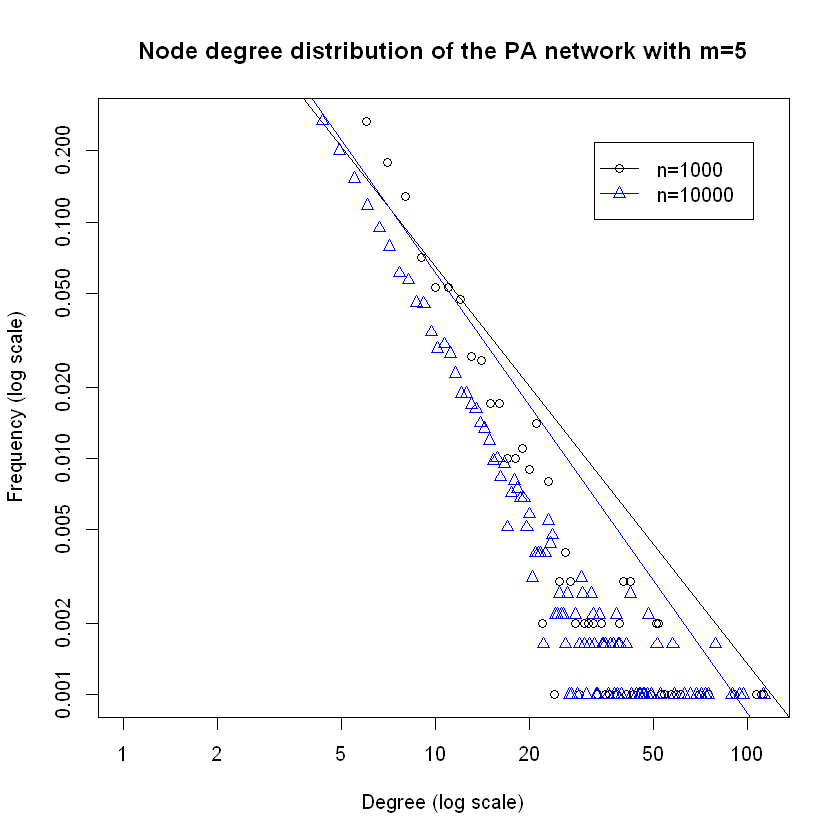 Node degree distribution of the PA network with m=5
n=1000
n=10000
Frequency (log scale)
0.200
0.100
0.050
0.020
0.010
0.005
0.002
0.001
1 2 5 10 20 50 100
Degree (log scale)